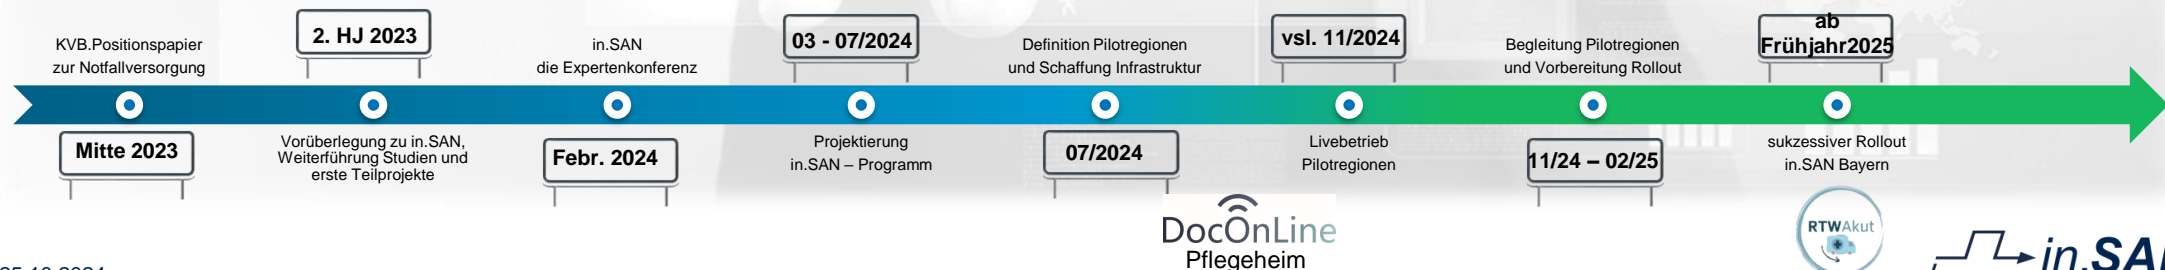 KVB.Positionspapier
zur Notfallversorgung
Mitte 2023
2. HJ 2023
Vorüberlegung zu in.SAN,
Weiterführung Studien und
erste Teilprojekte
in.SAN
die Expertenkonferenz
Febr. 2024
03 - 07/2024
Projektierung
in.SAN – Programm
Definition Pilotregionen
und Schaffung Infrastruktur
07/2024
vsl. 11/2024
Livebetrieb
Pilotregionen
Begleitung Pilotregionen
und Vorbereitung Rollout
11/24 – 02/25
ab
Frühjahr2025
sukzessiver Rollout
in.SAN Bayern
DocOnLine
Pflegeheim
RTWAkut
in.SA